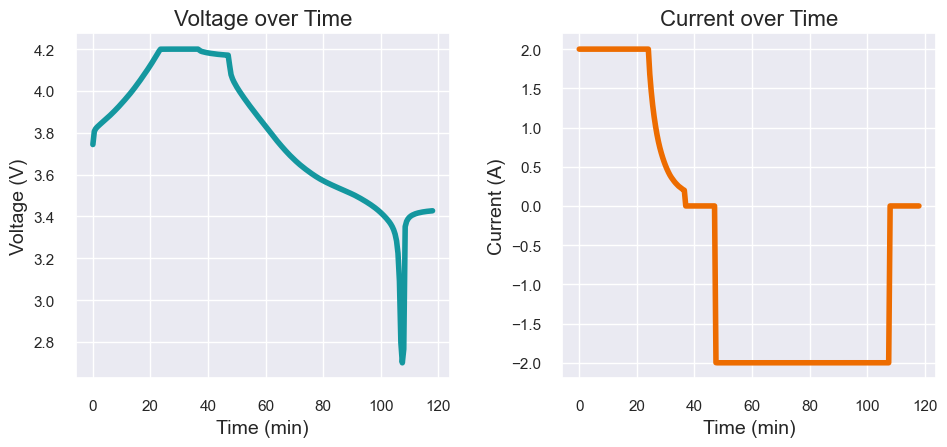 Voltage over Time
4.2
4.0
3.8
3.6
3.4
3.2
3.0
2.8
Voltage (V)
0 20 40 60 80 100 120
Time (min)
Current over Time
2.0
1.5
1.0
0.5
0.0
−0.5
−1.0
−1.5
−2.0
Current (A)
0 20 40 60 80 100 120
Time (min)